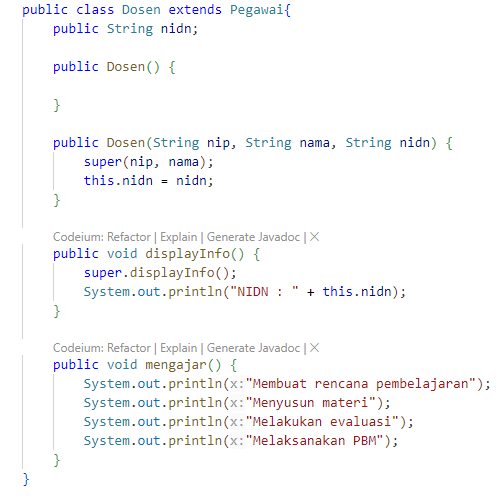 public class Dosen extends Pegawai{
public String nidn;
public Dosen() {
}
public Dosen(String nip, String nama, String nidn) {
super(nip, nama);
this.nidn = nidn;
}
Codeium: Refactor | Explain | Generate Javadoc | X
public void displayInfo() {
super.displayInfo();
System.out.println("NIDN : " + this.nidn);
}
Codeium: Refactor | Explain | Generate Javadoc | X
public void mengajar() {
System.out.println(x:"Membuat rencana pembelajaran");
System.out.println(x:"Menyusun materi");
System.out.println(x:"Melakukan evaluasi");
System.out.println(x:"Melaksanakan PBM");
}
}